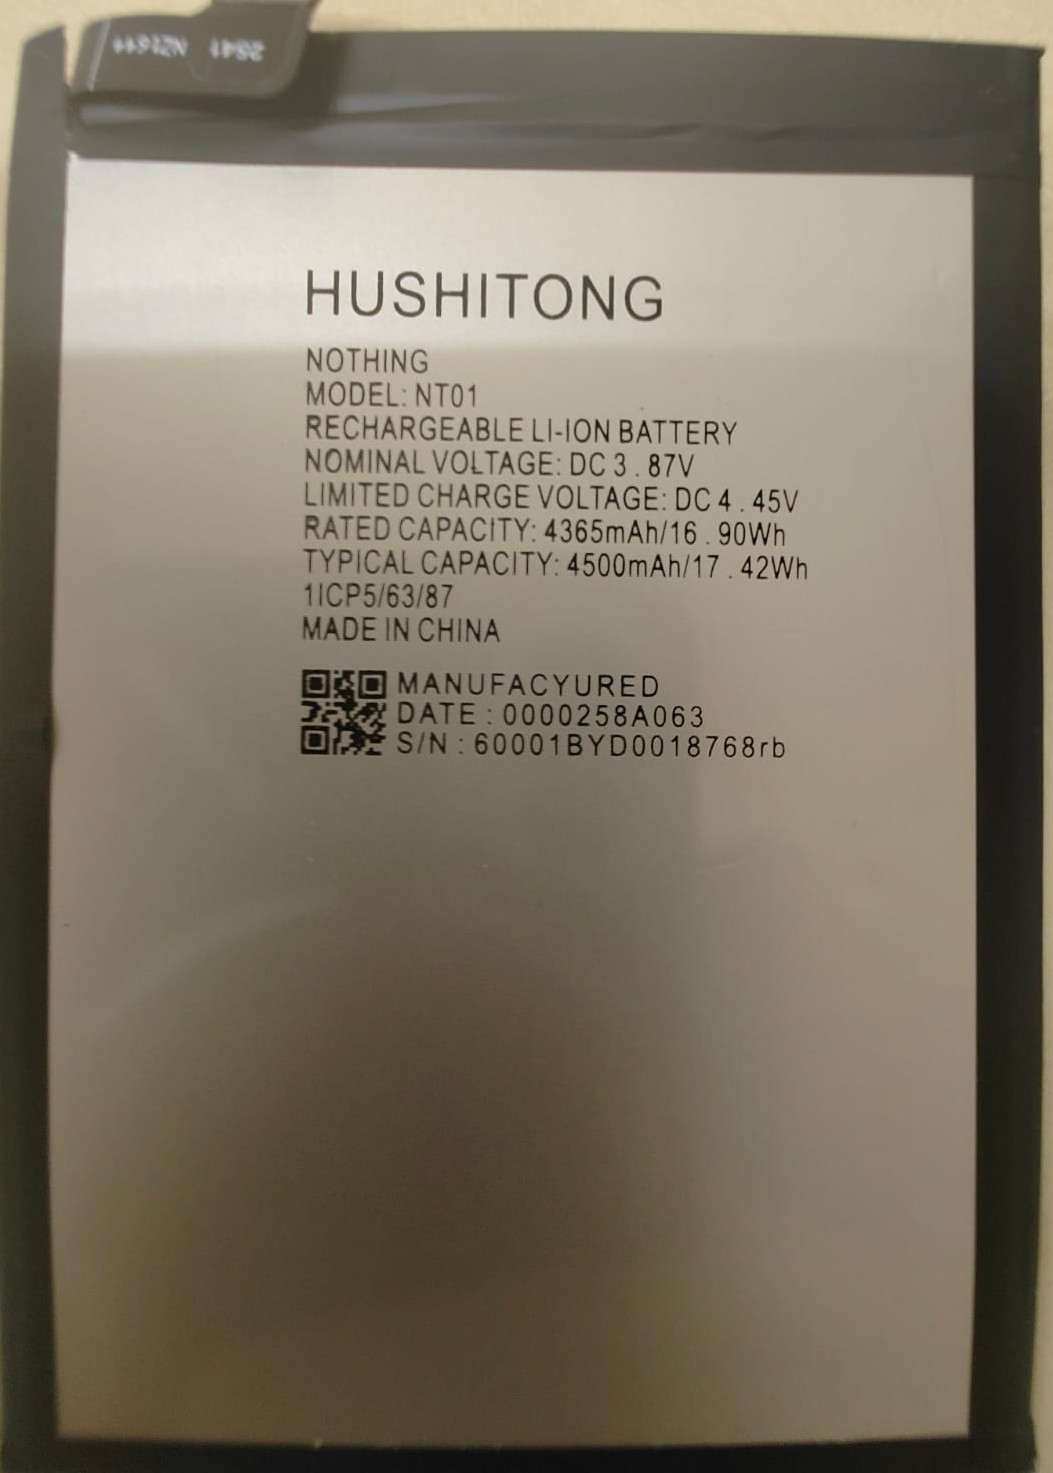 2541 N21644
HUSHITONG
NOTHING
MODEL: NT01
RECHARGEABLE LI-ION BATTERY
NOMINAL VOLTAGE: DC 3 . 87V
LIMITED CHARGE VOLTAGE: DC 4 . 45V
RATED CAPACITY: 4365mAh/16 . 90Wh
TYPICAL CAPACITY: 4500mAh/17 . 42Wh
1ICP5/63/87
MADE IN CHINA
MANUFACYURED
DATE : 0000258A063
S/N : 60001BYD0018768rb